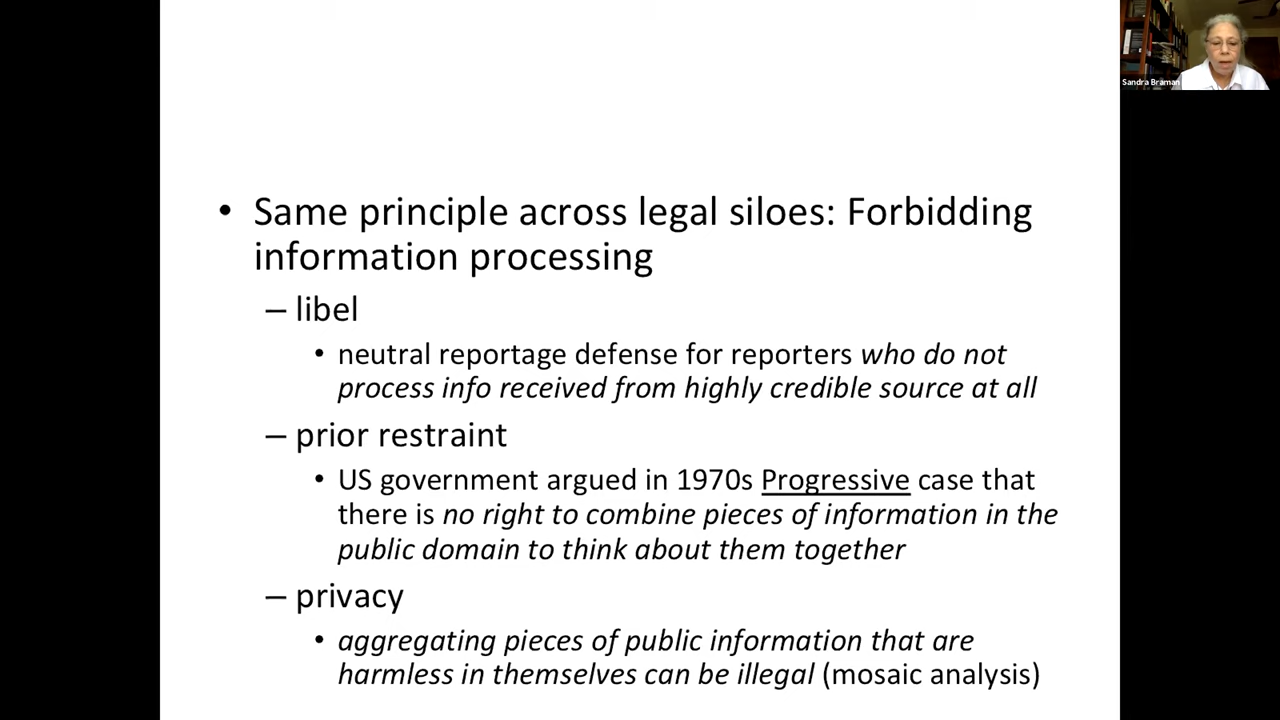 Sandra Braman
• Same principle across legal siloes: Forbidding
information processing
– libel
• neutral reportage defense for reporters who do not
process info received from highly credible source at all
– prior restraint
• US government argued in 1970s Progressive case that
there is no right to combine pieces of information in the
public domain to think about them together
– privacy
• aggregating pieces of public information that are
harmless in themselves can be illegal (mosaic analysis)